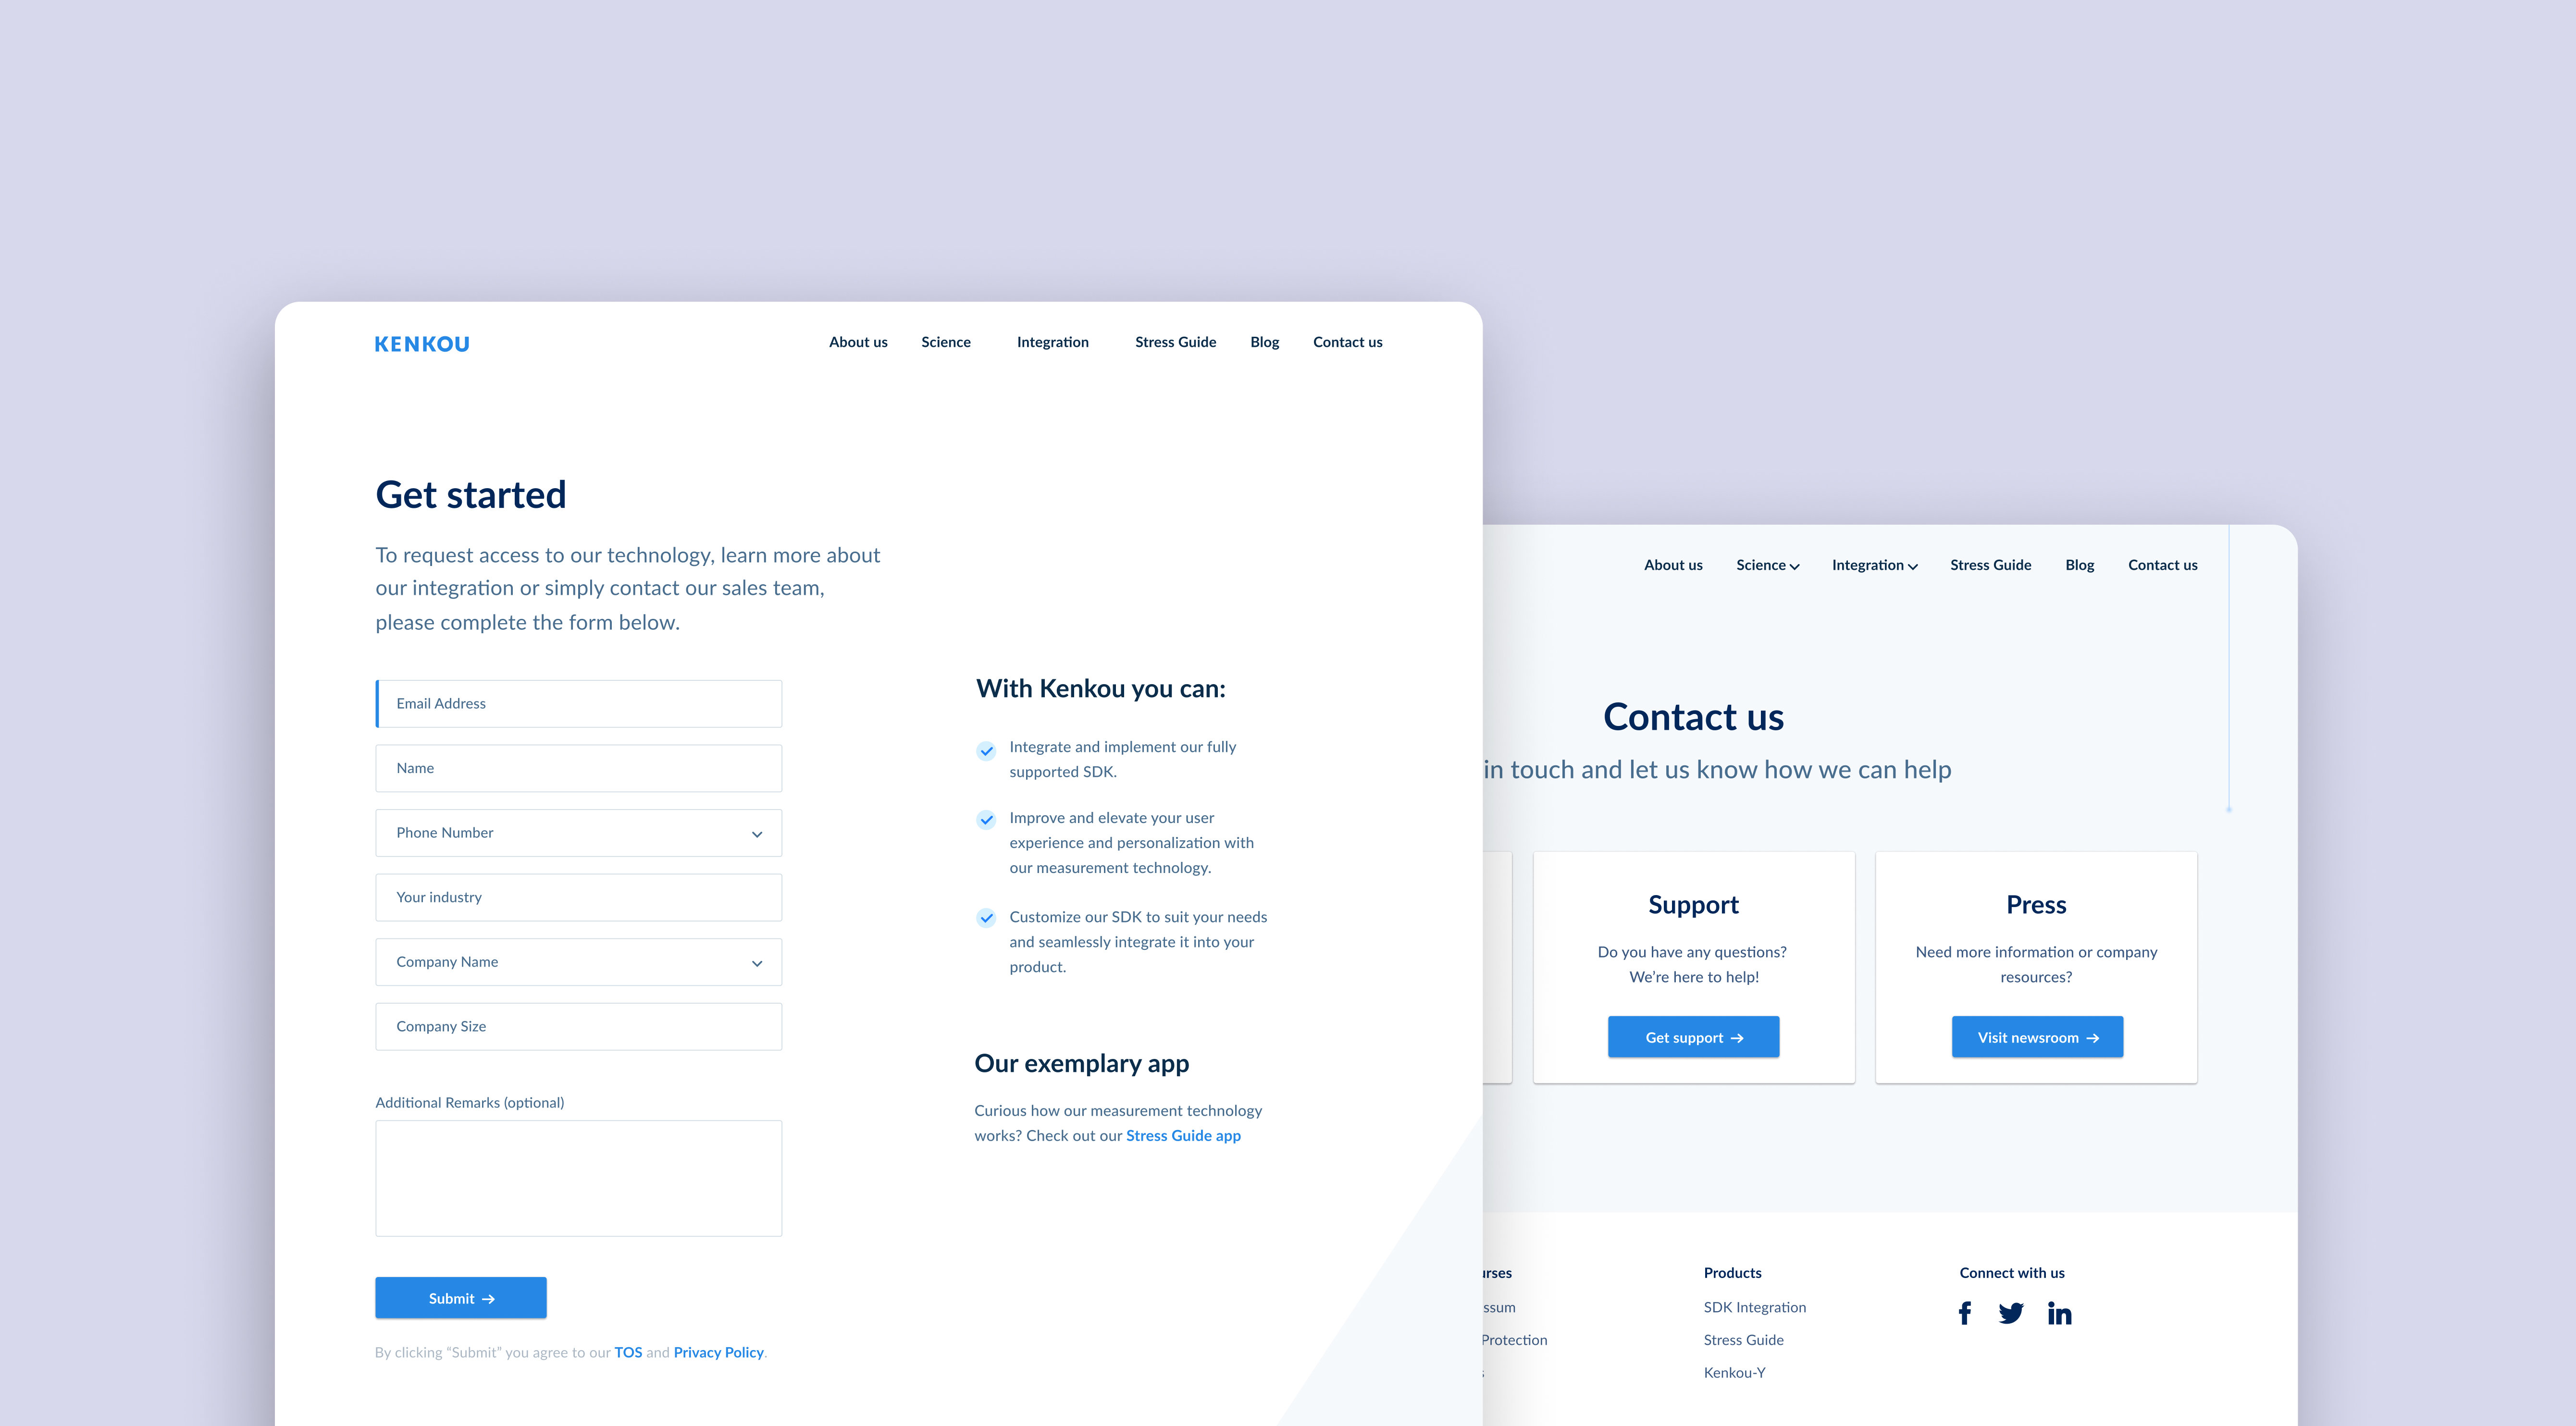 KENKOU
About us Science Integration Stress Guide Blog Contact us
Get started
To request access to our technology, learn more about
our integration or simply contact our sales team,
please complete the form below.
Email Address
Name
Phone Number
Your industry
Company Name
Company Size
Additional Remarks (optional)
Submit →
By clicking “Submit” you agree to our TOS and Privacy Policy.
With Kenkou you can:
Integrate and implement our fully
supported SDK.
Improve and elevate your user
experience and personalization with
our measurement technology.
Customize our SDK to suit your needs
and seamlessly integrate it into your
product.
Our exemplary app
Curious how our measurement technology
works? Check out our Stress Guide app
About us Science Integration Stress Guide Blog Contact us
Contact us
in touch and let us know how we can help
Support
Do you have any questions?
We’re here to help!
Get support →
Press
Need more information or company
resources?
Visit newsroom →
Protection
Products
SDK Integration
Stress Guide
Kenkou-Y
Connect with us